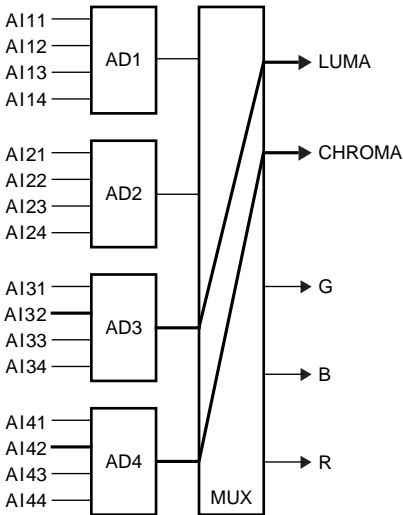 AI11
AI12
AI13
AI14
AD1
AI21
AI22
AI23
AI24
AD2
AI31
AI32
AI33
AI34
AD3
AI41
AI42
AI43
AI44
AD4
MUX
LUMA
CHROMA
G
B
R